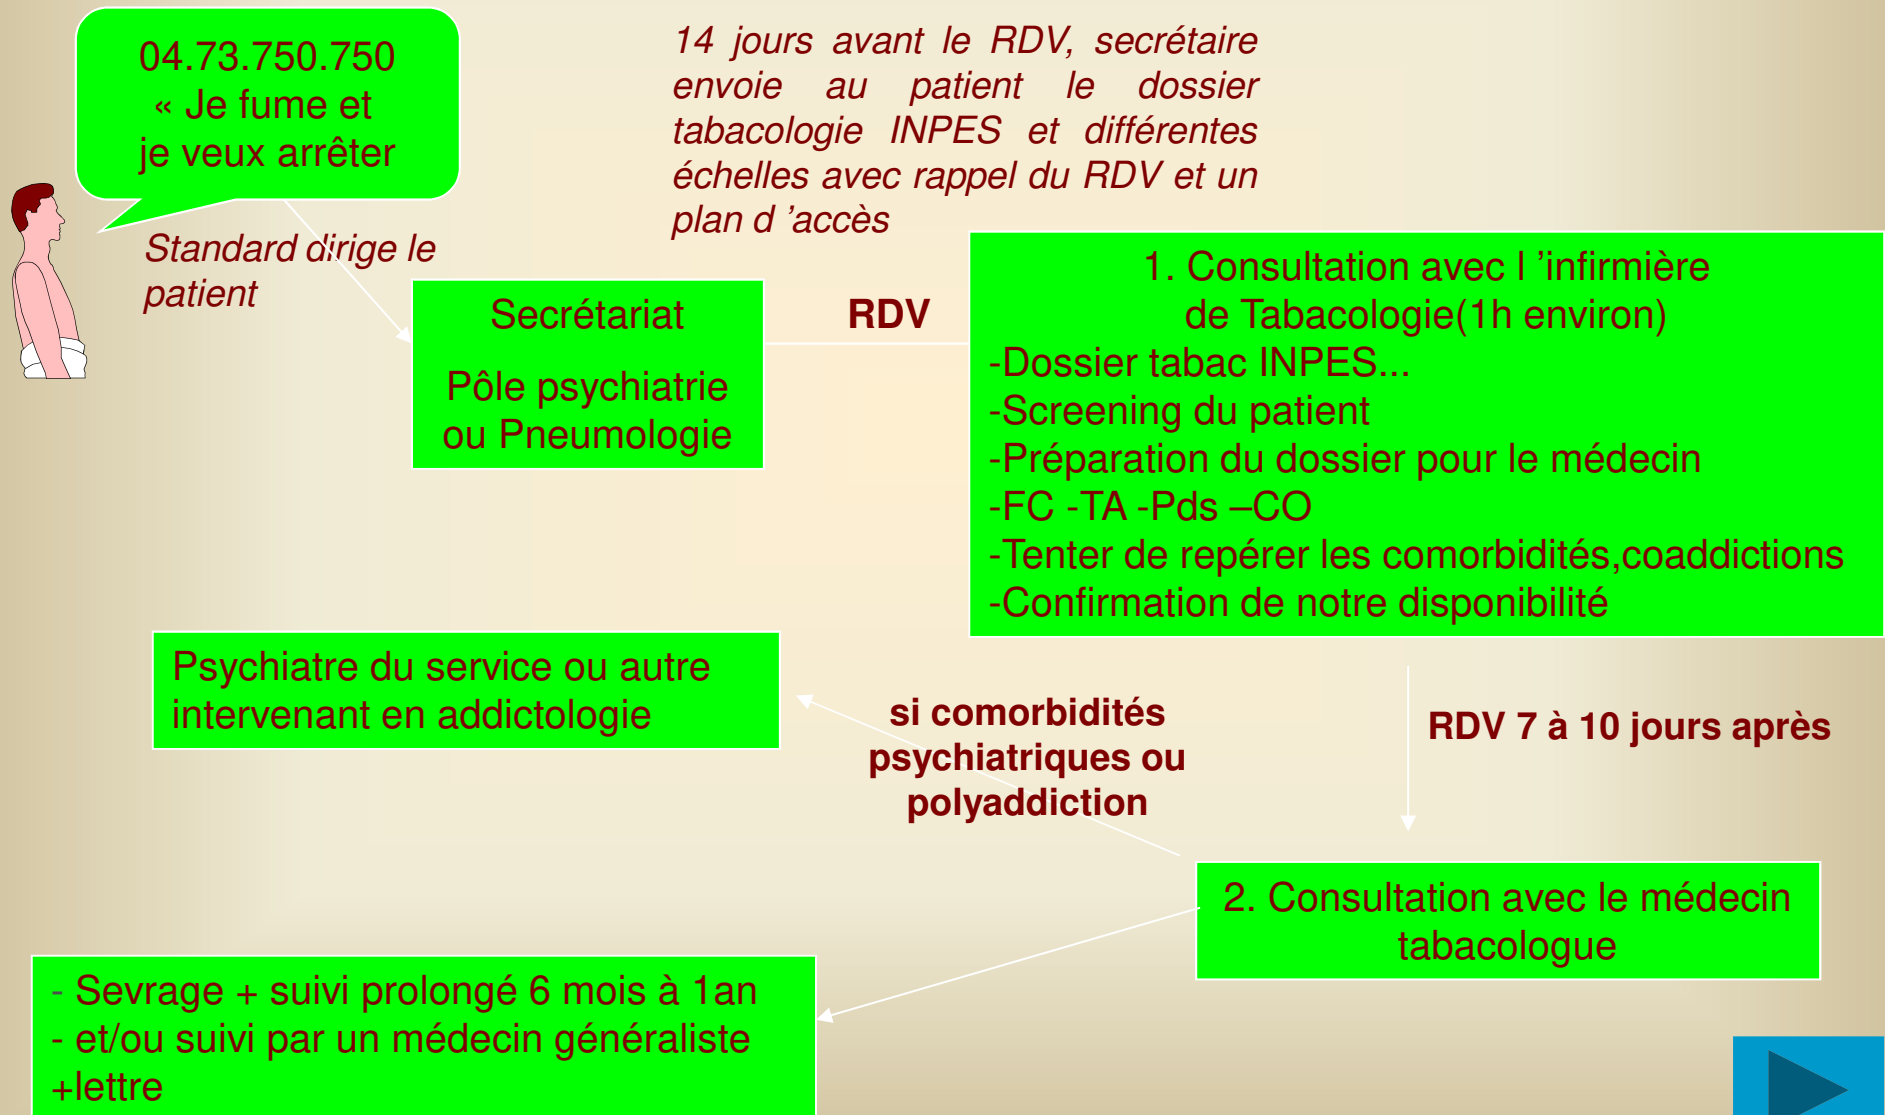 04.73.750.750
« Je fume et
je veux arrêter
14 jours avant le RDV, secrétaire
envoie au patient le dossier
tabacologie INPES et différentes
échelles avec rappel du RDV et un
plan d ’accès
Standard dirige le
patient
Secrétariat
Pôle psychiatrie
ou Pneumologie
RDV
1. Consultation avec l ’infirmière
de Tabacologie(1h environ)
-Dossier tabac INPES...
-Screening du patient
-Préparation du dossier pour le médecin
-FC -TA -Pds –CO
-Tenter de repérer les comorbidités,coaddictions
-Confirmation de notre disponibilité
Psychiatre du service ou autre
intervenant en addictologie
si comorbidités
psychiatriques ou
polyaddiction
RDV 7 à 10 jours après
2. Consultation avec le médecin
tabacologue
- Sevrage + suivi prolongé 6 mois à 1an
- et/ou suivi par un médecin généraliste
+lettre